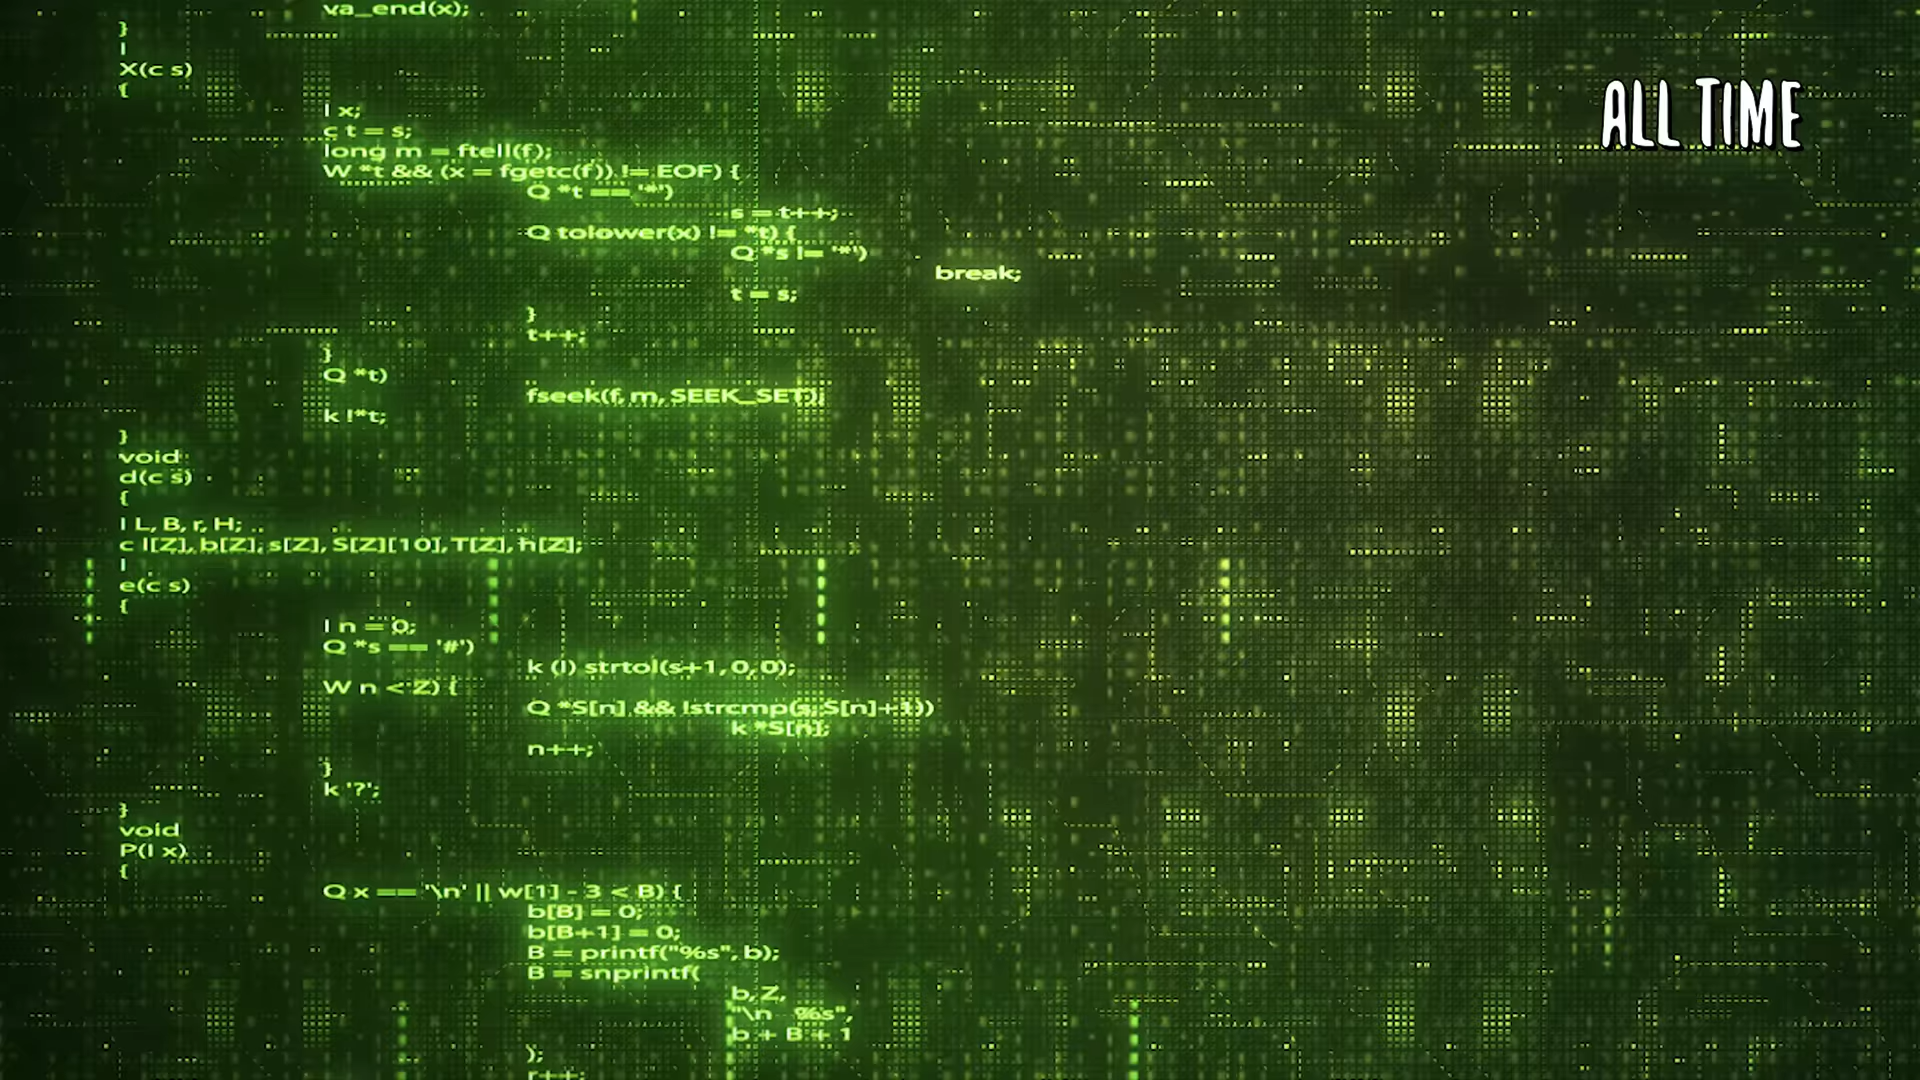 va_end(x);
}
I
X(c s)
{
ALL TIME
I x;
c t = s;
long m = ftell(f);
W *t && (x = fgetc(f)) != EOF) {
Q *t == '*')
s = t++;
Q tolower(x) != *t) {
Q *s != '*')
break;
t = s;
}
t++;
}
Q *t)
fseek(f, m, SEEK_SET);
k !*t;
}
void
d(c s)
{
I L, B, r, H;
c l[Z], b[Z], s[Z], S[Z][10], T[Z], h[Z];
I
e(c s)
{
I n = 0;
Q *s == '#')
k (I) strtol(s+1,0,0);
W n < Z) {
Q *S[n] && !strcmp(s,S[n]+1))
k *S[n];
n++;
}
k '?';
}
void
P(I x)
{
Q x == '\n' || w[1] - 3 < B) {
b[B] = 0;
b[B+1] = 0;
B = printf("%s", b);
B = snprintf(
b, Z,
"\n %s",
b + B + 1
);
r++;